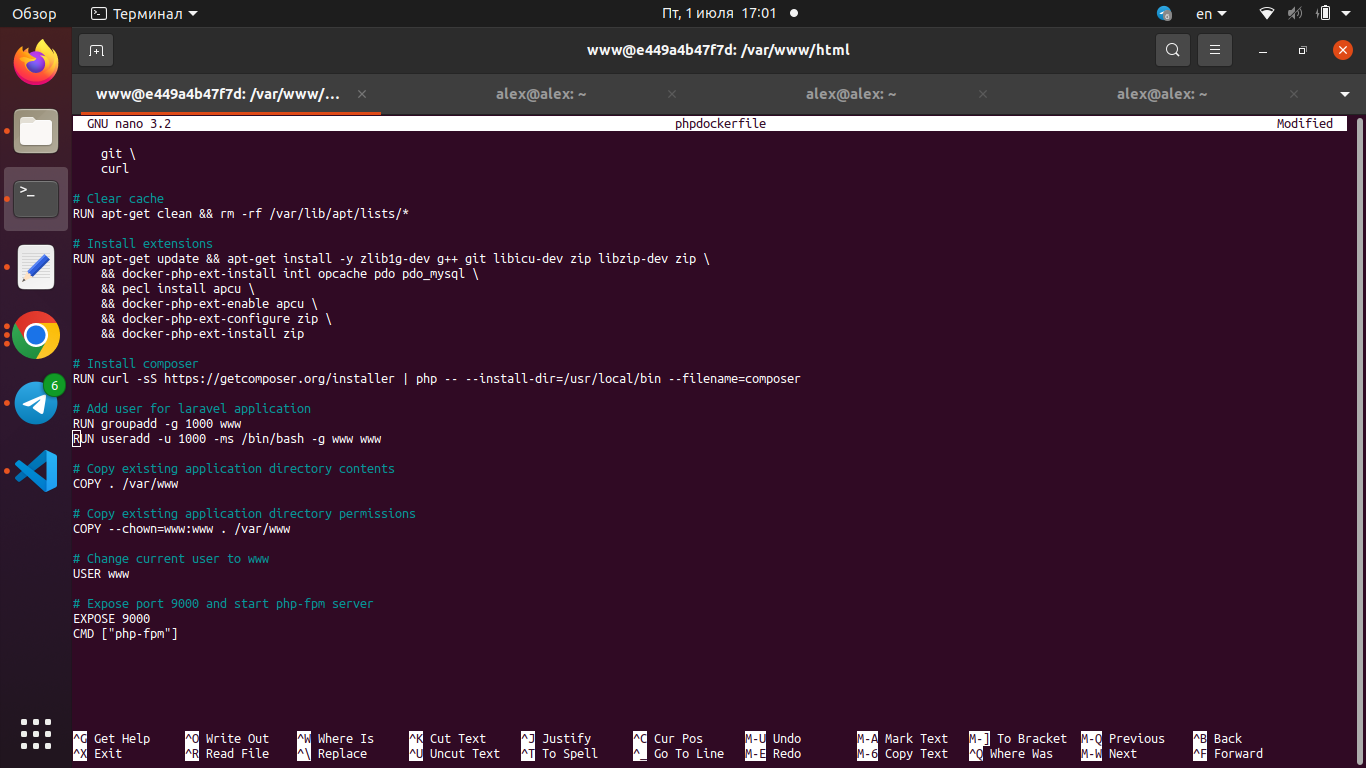 Обзор Терминал Пт, 1 июля 17:01 en
www@e449a4b47f7d: /var/www/html
www@e449a4b47f7d: /var/www/... alex@alex: ~ alex@alex: ~ alex@alex: ~
GNU nano 3.2 phpdockerfile Modified
git \
curl
# Clear cache
RUN apt-get clean && rm -rf /var/lib/apt/lists/*
# Install extensions
RUN apt-get update && apt-get install -y zlib1g-dev g++ git libicu-dev zip libzip-dev zip \
&& docker-php-ext-install intl opcache pdo pdo_mysql \
&& pecl install apcu \
&& docker-php-ext-enable apcu \
&& docker-php-ext-configure zip \
&& docker-php-ext-install zip
# Install composer
RUN curl -sS https://getcomposer.org/installer | php -- --install-dir=/usr/local/bin --filename=composer
# Add user for laravel application
RUN groupadd -g 1000 www
RUN useradd -u 1000 -ms /bin/bash -g www www
# Copy existing application directory contents
COPY . /var/www
# Copy existing application directory permissions
COPY --chown=www:www . /var/www
# Change current user to www
USER www
# Expose port 9000 and start php-fpm server
EXPOSE 9000
CMD ["php-fpm"]
^G Get Help ^O Write Out ^W Where Is ^K Cut Text ^J Justify ^C Cur Pos M-U Undo M-A Mark Text M-] To Bracket M-Q Previous ^B Back
^X Exit ^R Read File ^\ Replace ^U Uncut Text ^T To Spell ^_ Go To Line M-E Redo M-6 Copy Text ^Q Where Was M-W Next ^F Forward
>_
6